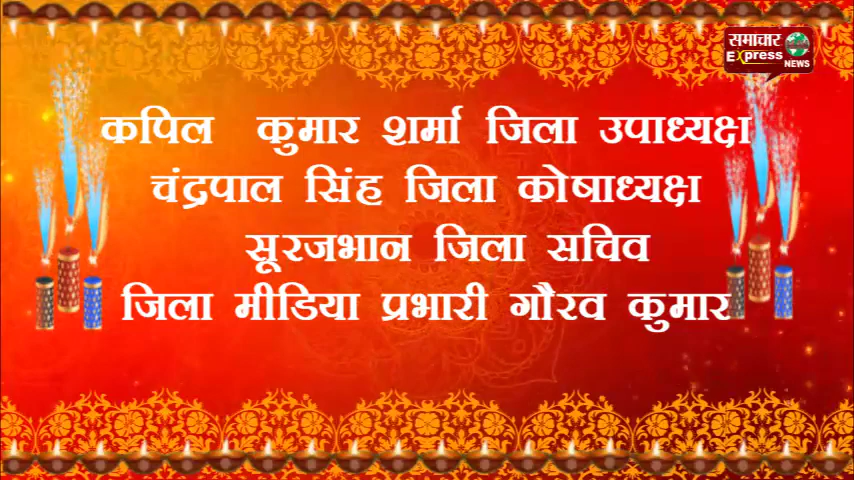 समाचार
Express
NEWS
कपिल कुमार शर्मा जिला उपाध्यक्ष
चंद्रपाल सिंह जिला कोषाध्यक्ष
सूरजभान जिला सचिव
जिला मीडिया प्रभारी गौरव कुमार